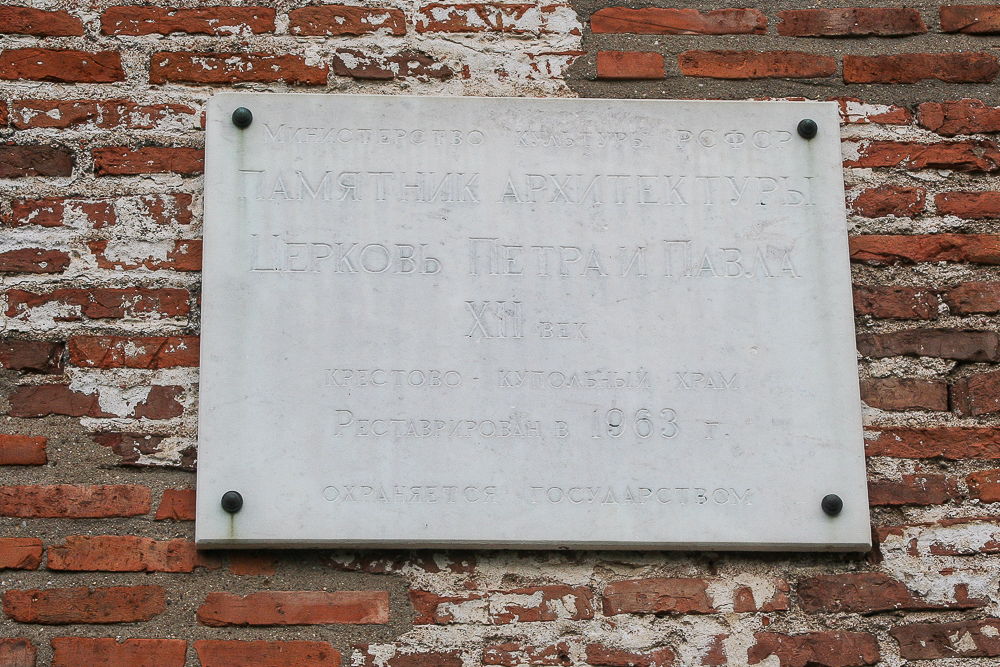 Министерство культуры РСФСР
Памятник архитектуры
Церковь Петра и Павла
XII век
крестово-купольный храм
Реставрирован в 1963 г.
охраняется государством